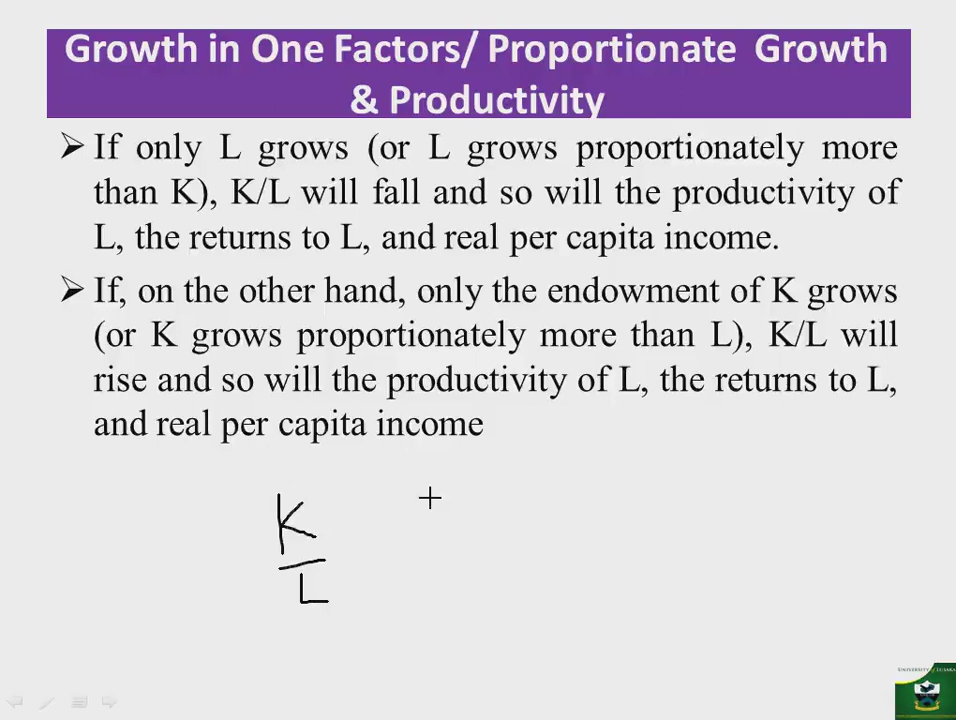 Growth in One Factors/ Proportionate Growth
& Productivity
If only L grows (or L grows proportionately more
than K), K/L will fall and so will the productivity of
L, the returns to L, and real per capita income.
If, on the other hand, only the endowment of K grows
(or K grows proportionately more than L), K/L will
rise and so will the productivity of L, the returns to L,
and real per capita income
K
L